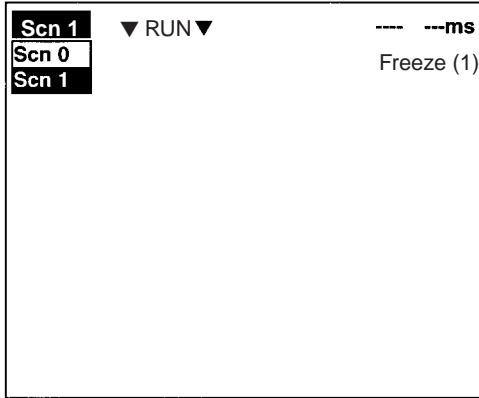 Scn 1 ▼ RUN ▼ ---- ---ms
Scn 0 Freeze (1)
Scn 1